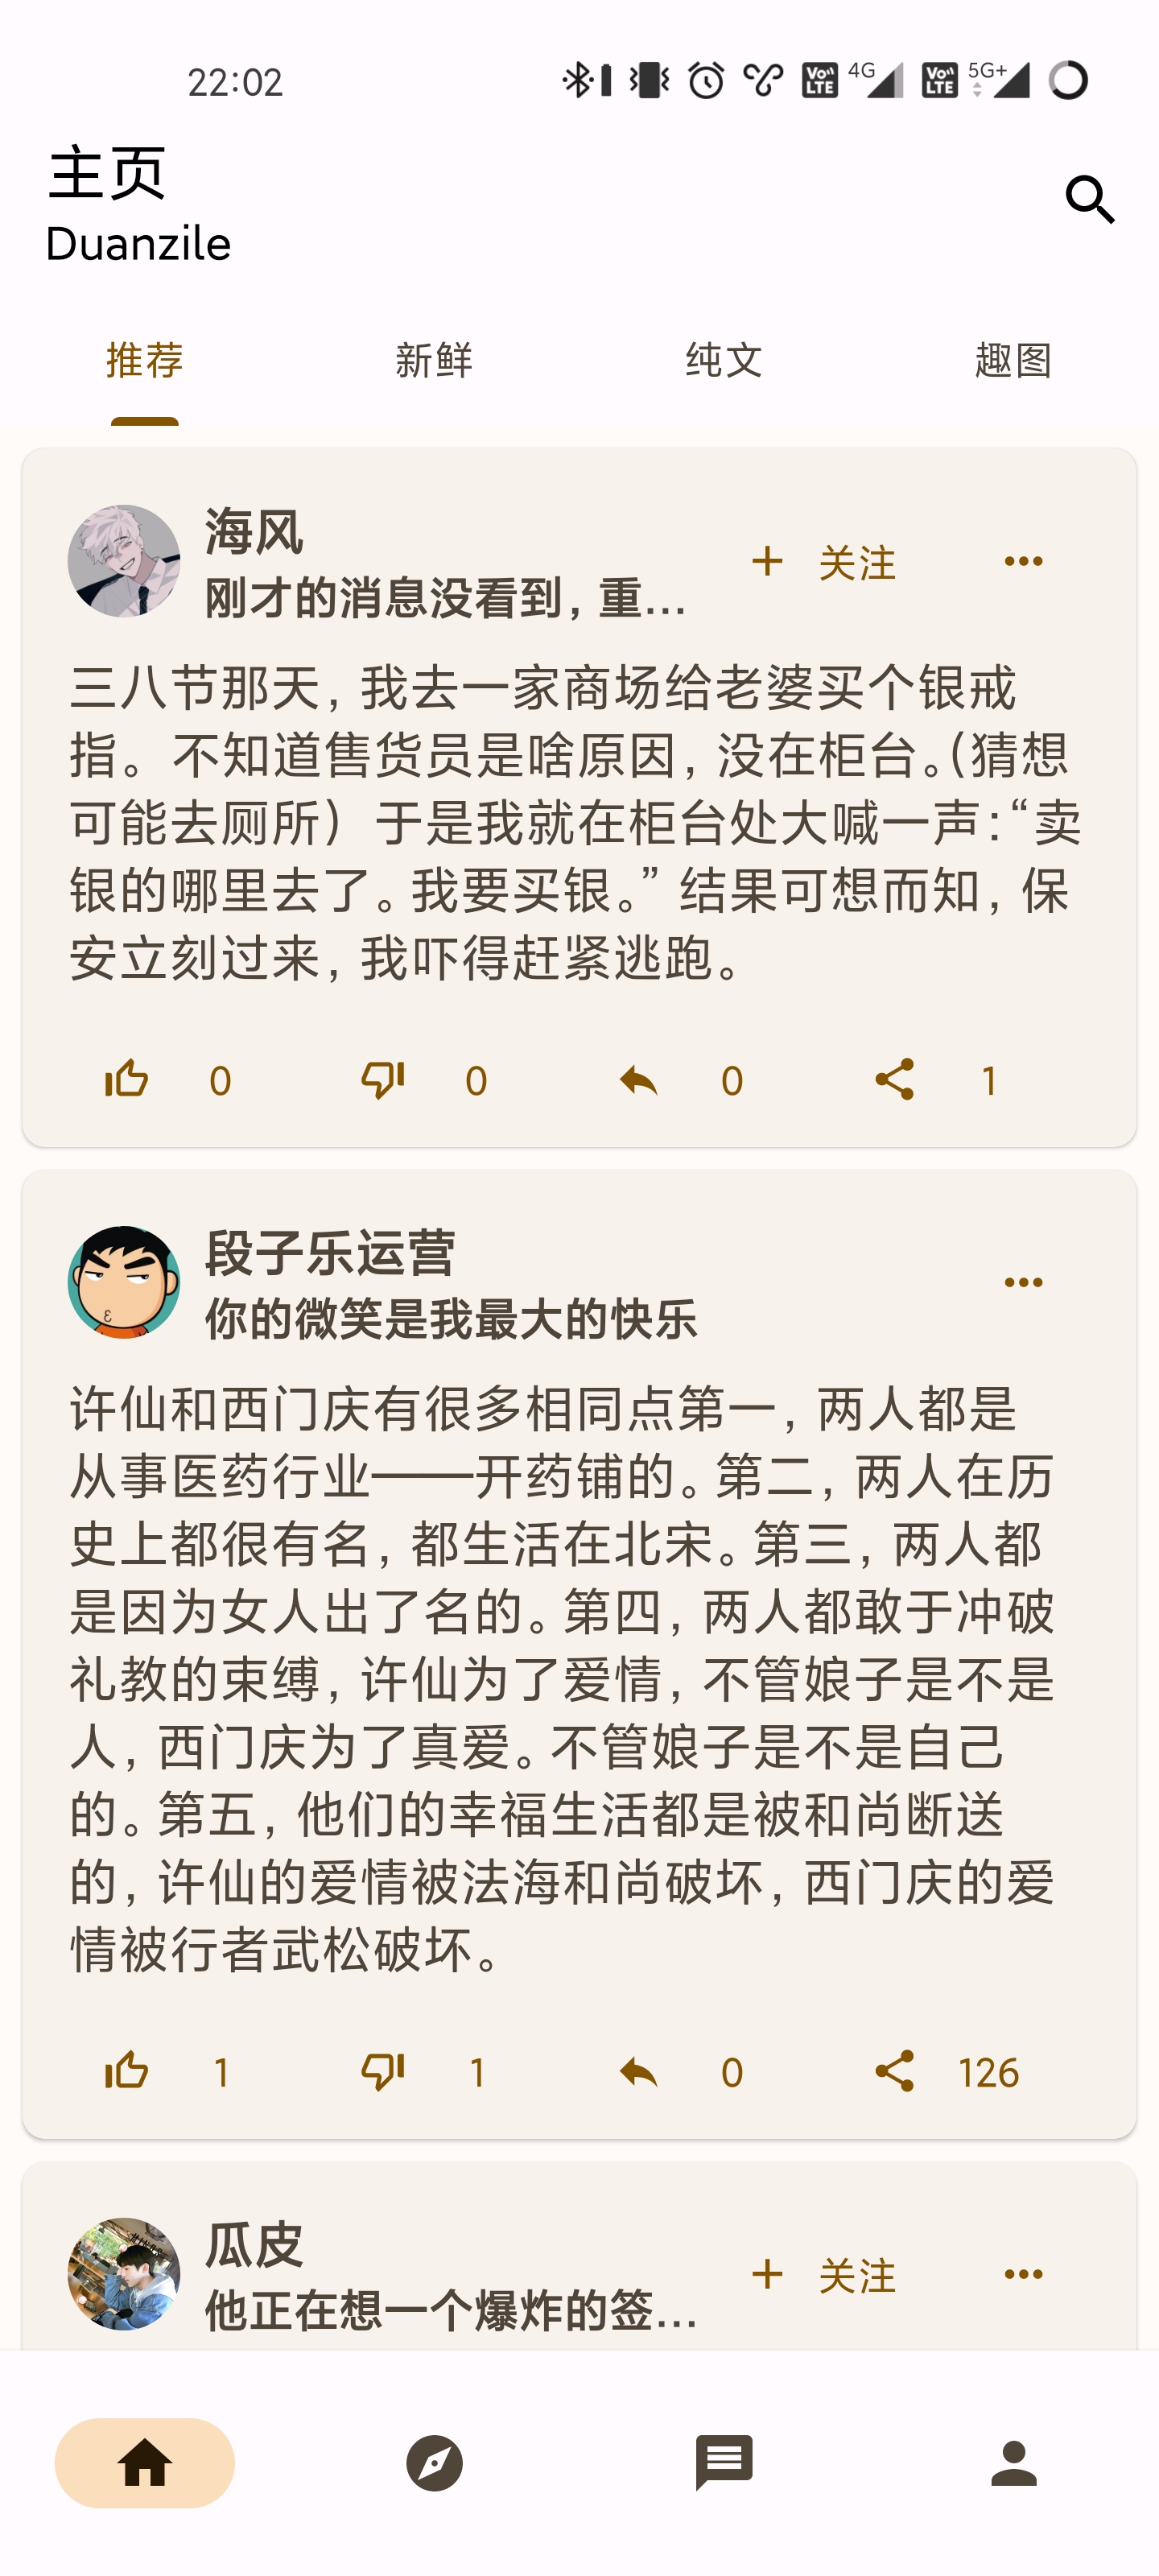 22:02
4G
5G+
主页
Duanzile
推荐
新鲜
纯文
趣图
海风
刚才的消息没看到，重...
+ 关注
三八节那天，我去一家商场给老婆买个银戒
指。不知道售货员是啥原因，没在柜台。(猜想
可能去厕所）于是我就在柜台处大喊一声：“卖
银的哪里去了。我要买银。” 结果可想而知，保
安立刻过来，我吓得赶紧逃跑。
0
0
0
1
段子乐运营
你的微笑是我最大的快乐
许仙和西门庆有很多相同点第一，两人都是
从事医药行业——开药铺的。第二，两人在历
史上都很有名，都生活在北宋。第三，两人都
是因为女人出了名的。第四，两人都敢于冲破
礼教的束缚，许仙为了爱情，不管娘子是不是
人，西门庆为了真爱。不管娘子是不是自己
的。第五，他们的幸福生活都是被和尚断送
的，许仙的爱情被法海和尚破坏，西门庆的爱
情被行者武松破坏。
1
1
0
126
瓜皮
他正在想一个爆炸的签...
+ 关注